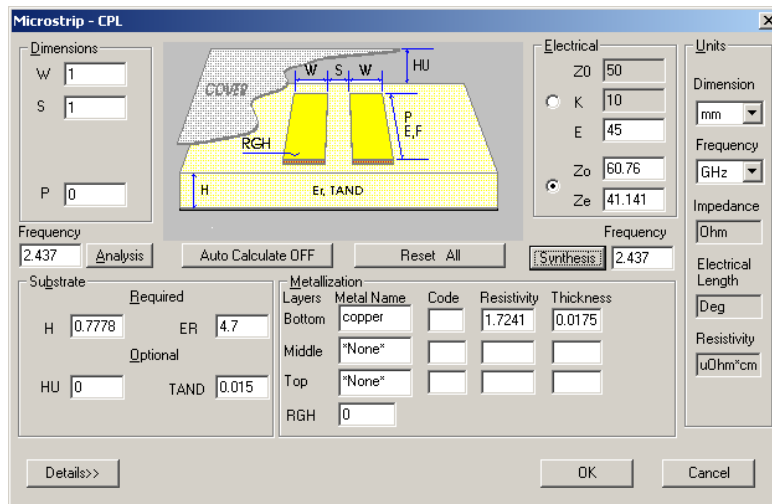 Microstrip - CPL
Dimensions
W 1
S 1
P 0
COVER
W S W
HU
P
E,F
RGH
H
Er, TAND
Electrical
Z0 50
K 10
E 45
Zo 60.76
Ze 41.141
Units
Dimension
mm
Frequency
GHz
Impedance
Ohm
Electrical
Length
Deg
Resistivity
uOhm*cm
Frequency
2.437
Analysis
Auto Calculate OFF
Reset All
Synthesis
Frequency
2.437
Substrate
Required
H 0.7778
ER 4.7
Optional
HU 0
TAND 0.015
Metallization
Layers Metal Name Code Resistivity Thickness
Bottom copper 1.7241 0.0175
Middle *None*
Top *None*
RGH 0
Details>>
OK
Cancel